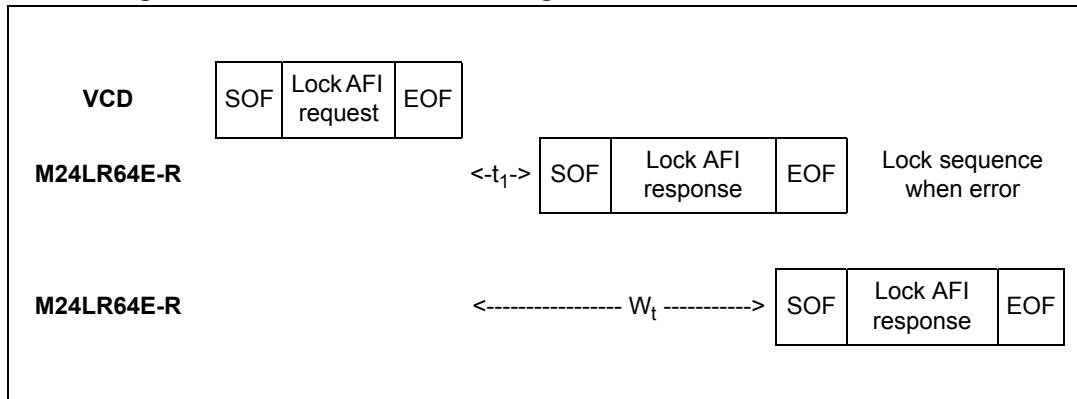 VCD SOF Lock AFI request EOF
M24LR64E-R <-t1-> SOF Lock AFI response EOF Lock sequence when error
M24LR64E-R <----------------- Wt -----------> SOF Lock AFI response EOF